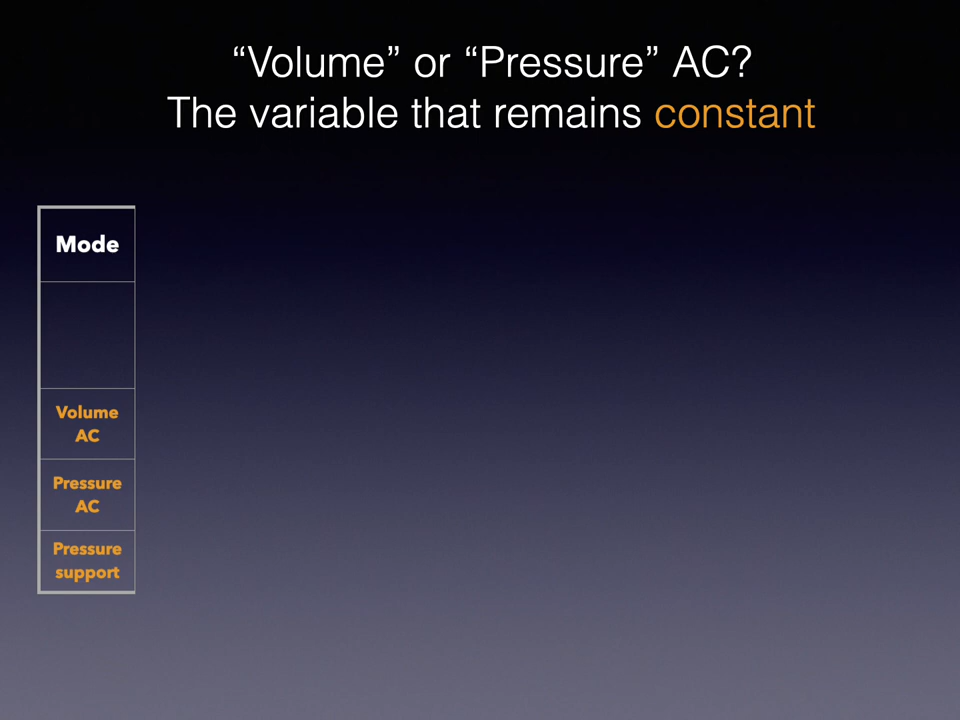 “Volume” or “Pressure” AC?
The variable that remains constant
Mode
Volume
AC
Pressure
AC
Pressure
support